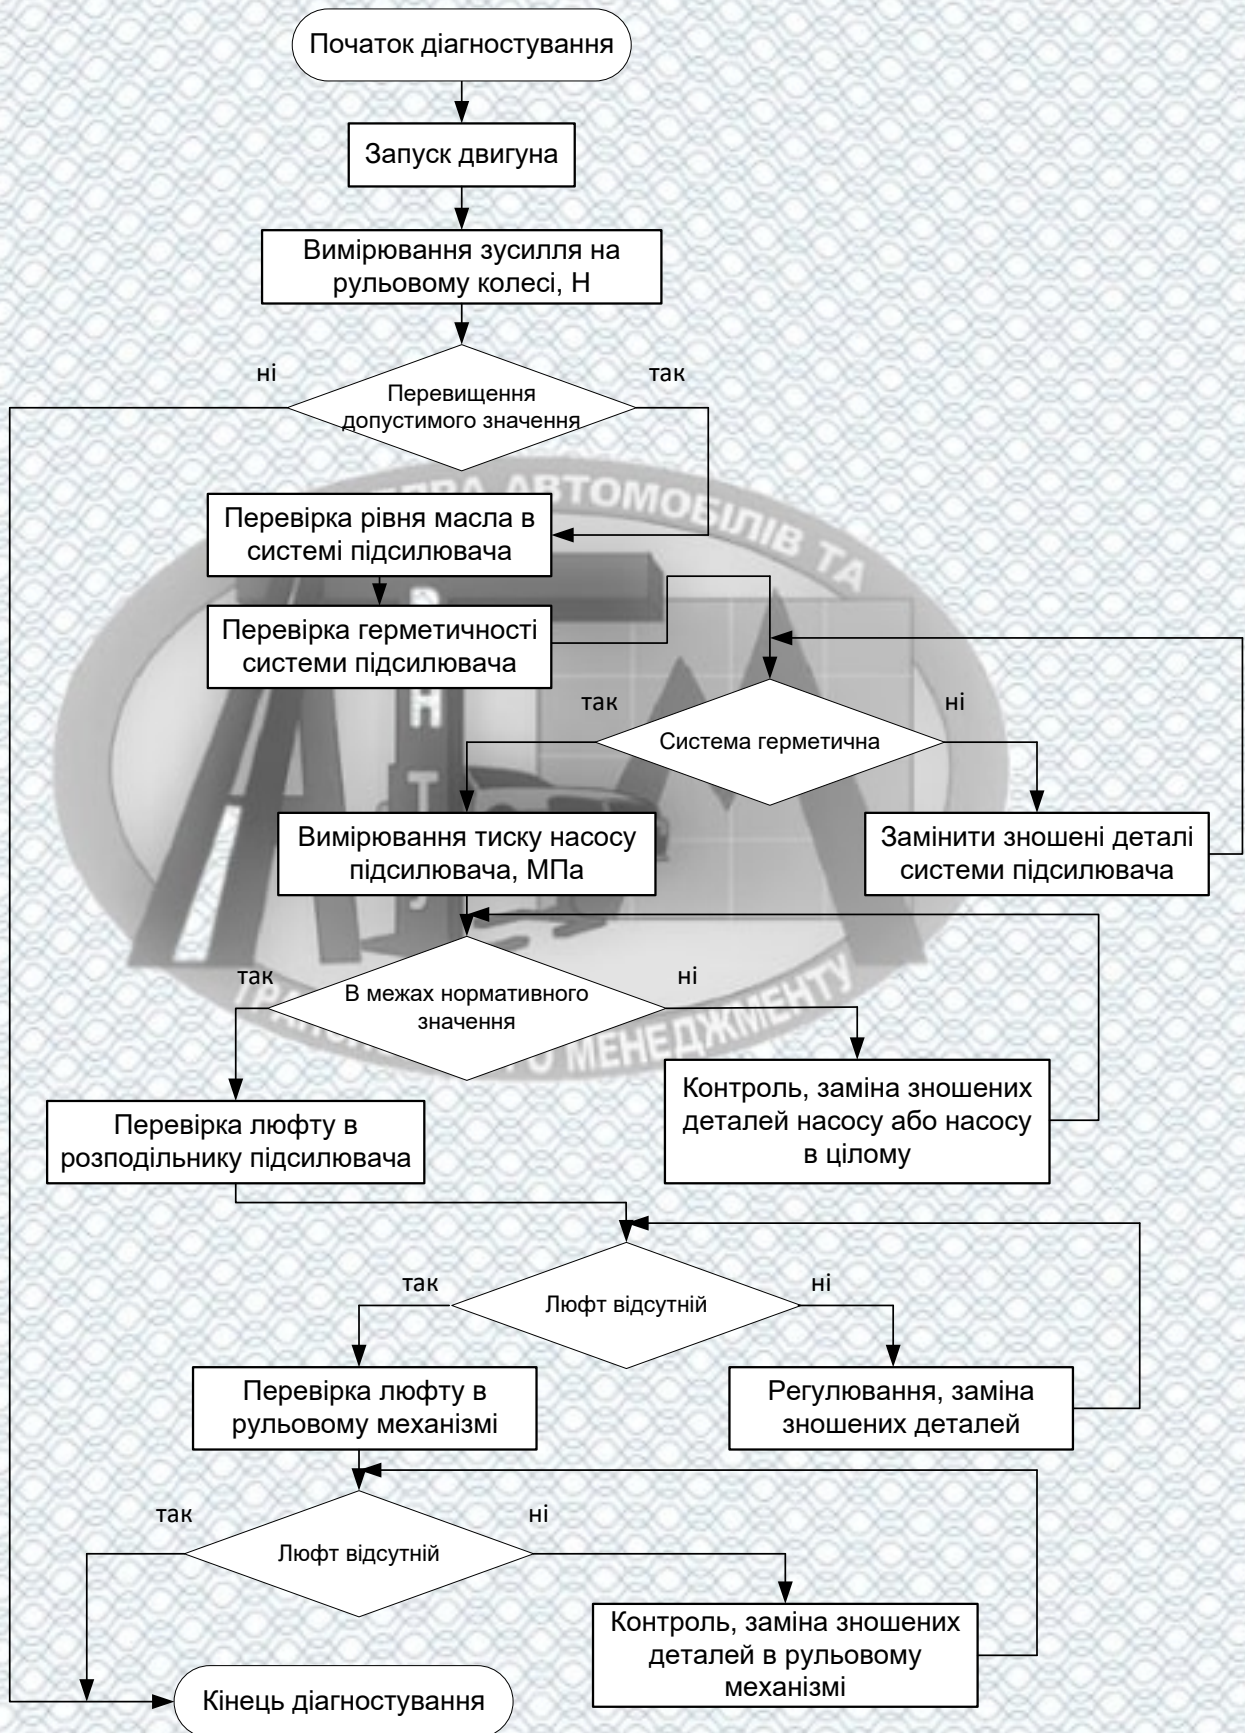 Початок діагностування
Запуск двигуна
Вимірювання зусилля на
рульовому колесі, Н
ні
так
Перевищення
допустимого значення
АВТОМОБІЛІВ ТА
Перевірка рівня масла в
системі підсилювача
Перевірка герметичності
системи підсилювача
так
ні
Система герметична
Вимірювання тиску насосу
підсилювача, МПа
Замінити зношені деталі
системи підсилювача
так
ні
В межах нормативного
значення
МЕНЕДЖМЕНТУ
Контроль, заміна зношених
деталей насосу або насосу
в цілому
Перевірка люфту в
розподільнику підсилювача
так
ні
Люфт відсутній
Перевірка люфту в
рульовому механізмі
Регулювання, заміна
зношених деталей
так
ні
Люфт відсутній
Контроль, заміна зношених
деталей в рульовому
механізмі
Кінець діагностування